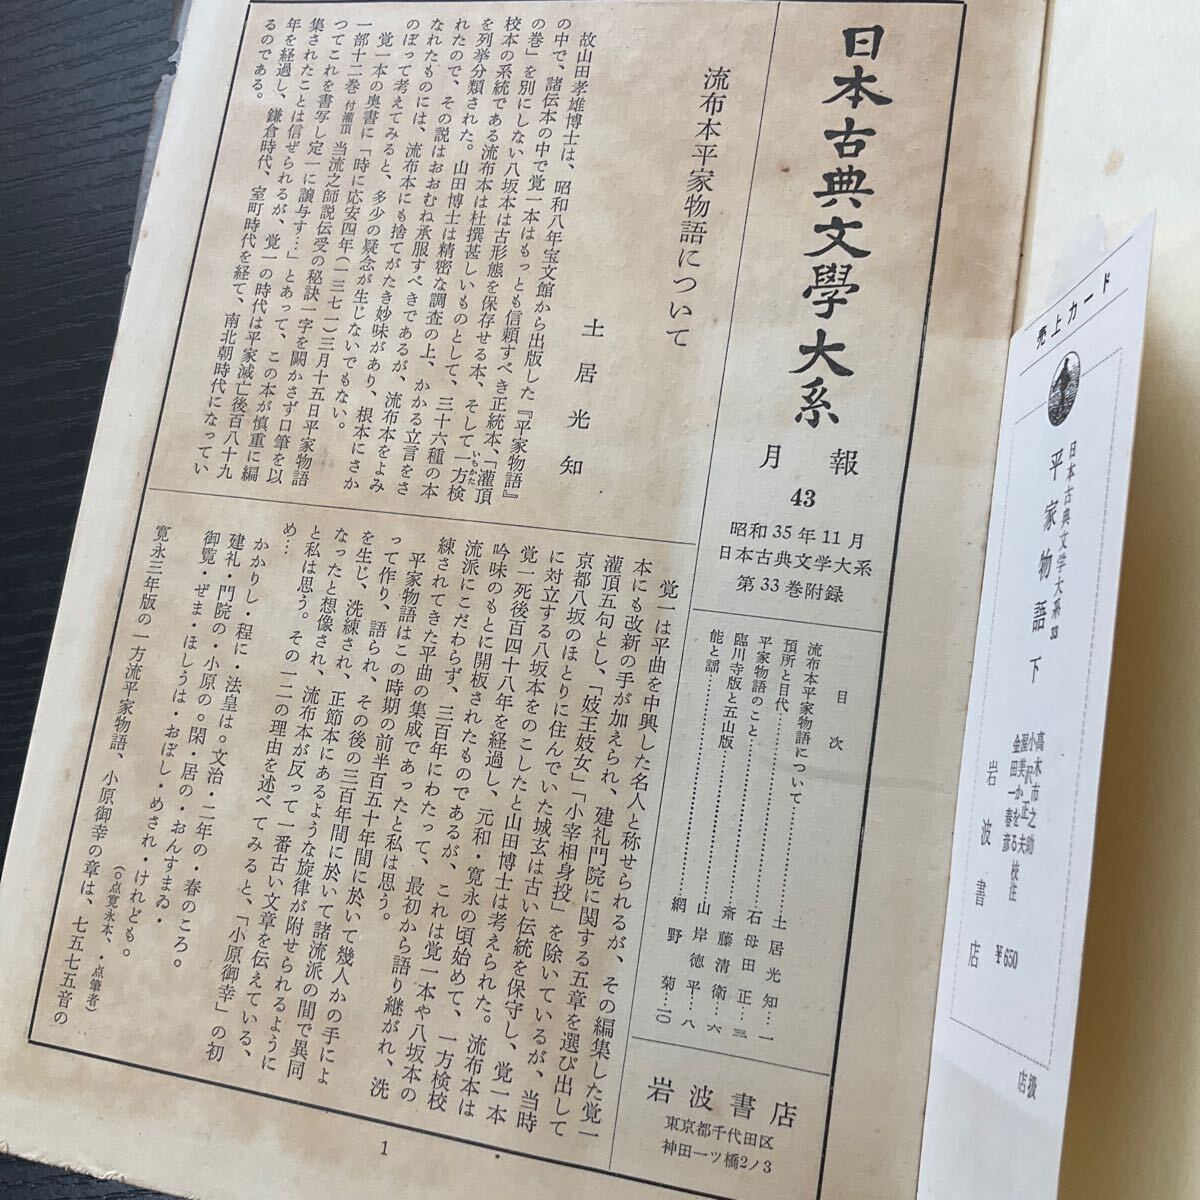 日本古典文學大系
月報
43
昭和35年11月
日本古典文学大系
第33巻附録
目次
流布本平家物語について……土居光知…一
預所と目代……石母田正…三
平家物語のこと……斎藤清衛…六
臨川寺版と五山版……山岸徳平…八
能と謡……網野菊…一〇
岩波書店
東京都千代田区
神田一ツ橋2ノ3
流布本平家物語について
土居光知
故山田孝雄博士は、昭和八年宝文館から出版した『平家物語』
の中で、諸伝本の中で覚一本はもっとも信頼すべき正統本、「灌頂
の巻」を別にしない八坂本は古形態を保存せる本、そして一方検
校本の系統である流布本は杜撰甚しいものとして、三十六種の本
を列挙分類された。山田博士は精密な調査の上、かかる立言をさ
れたので、その説はおおむね承服すべきであるが、流布本をよみ
なれたものには、流布本にも捨てがたき妙味があり、根本にさか
のぼって考えてみると、多少の疑念が生じないでもない。
覚一本の奥書に「時に応安四年(一三七一)三月十五日平家物語
一部十二巻付灌頂当流之師説伝受の秘訣一字を闕かさず口筆を以
つてこれを書写し定一に譲与す…」とあって、この本が慎重に編
集されたことは信ぜられるが、覚一の時代は平家滅亡後百八十九
年を経過し、鎌倉時代、室町時代を経て、南北朝時代になってい
るのである。
覚一は平曲を中興した名人と称せられるが、その編集した覚一
本にも改新の手が加えられ、建礼門院に関する五章を選び出して
灌頂五句とし、「妓王妓女」「小宰相身投」を除いているが、当時
京都八坂のほとりに住んでいた城玄は古い伝統を保守し、覚一本
に対立する八坂本をのこしたと山田博士は考えられた。流布本は
覚一死後百四十八年を経過し、元和・寛永の頃始めて、一方検校
吟味のもとに開板されたものであるが、これは覚一本や八坂本の
流派にこだわらず、三百年にわたって、最初から語り継がれ、洗
練されてきた平曲の集成であったと私は思う。
平家物語はこの時期の前半百五十年間に於いて幾人かの手によ
って作り、語られ、その後の三百年間に於いて諸流派の間で異同
を生じ、洗練され、正節本にあるような旋律が附せられるように
なったと想像され、流布本が反って一番古い文章を伝えている、
と私は思う。その一二の理由を述べてみると、「小原御幸」の初
め…
かかりし・程に・法皇は○文治・二年の・春のころ。
建礼・門院の・小原の○閑・居の・おんすまゐ・
御覧・ぜま・ほしうは・おぼし・めされ・けれども。
(○点寛永本、・点筆者)
寛永三年版の一方流平家物語、小原御幸の章は、七五七五音の
1
売上カード
日本古典文学大系33
平家物語 下
高木市之助
小沢正夫
渥美かをる
金田一春彦
校注
岩波書店
￥650
店扱